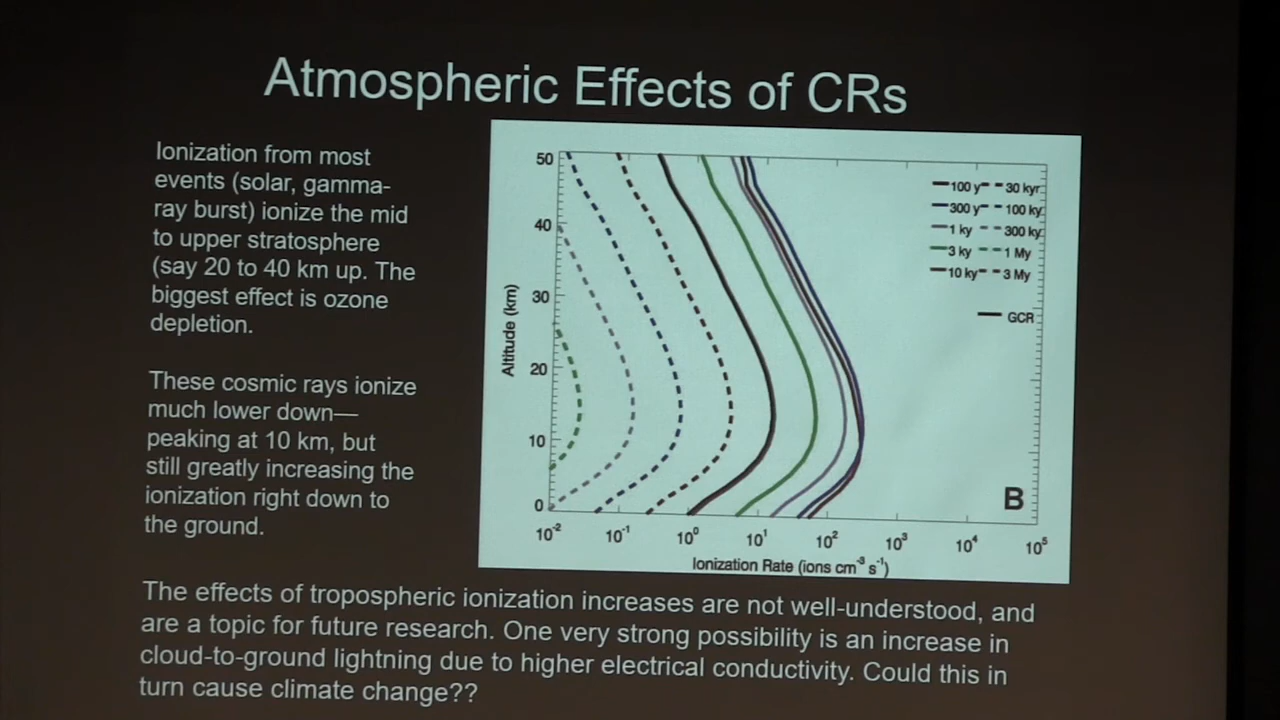 Atmospheric Effects of CRs
Ionization from most
events (solar, gamma-
ray burst) ionize the mid
to upper stratosphere
(say 20 to 40 km up. The
biggest effect is ozone
depletion.
These cosmic rays ionize
much lower down—
peaking at 10 km, but
still greatly increasing the
ionization right down to
the ground.
Altitude (km)
50
40
30
20
10
0
100 y 30 kyr
300 y 100 ky
1 ky 300 ky
3 ky 1 My
10 ky 3 My
GCR
B
10⁻² 10⁻¹ 10⁰ 10¹ 10² 10³ 10⁴ 10⁵
Ionization Rate (ions cm⁻³ s⁻¹)
The effects of tropospheric ionization increases are not well-understood, and
are a topic for future research. One very strong possibility is an increase in
cloud-to-ground lightning due to higher electrical conductivity. Could this in
turn cause climate change??